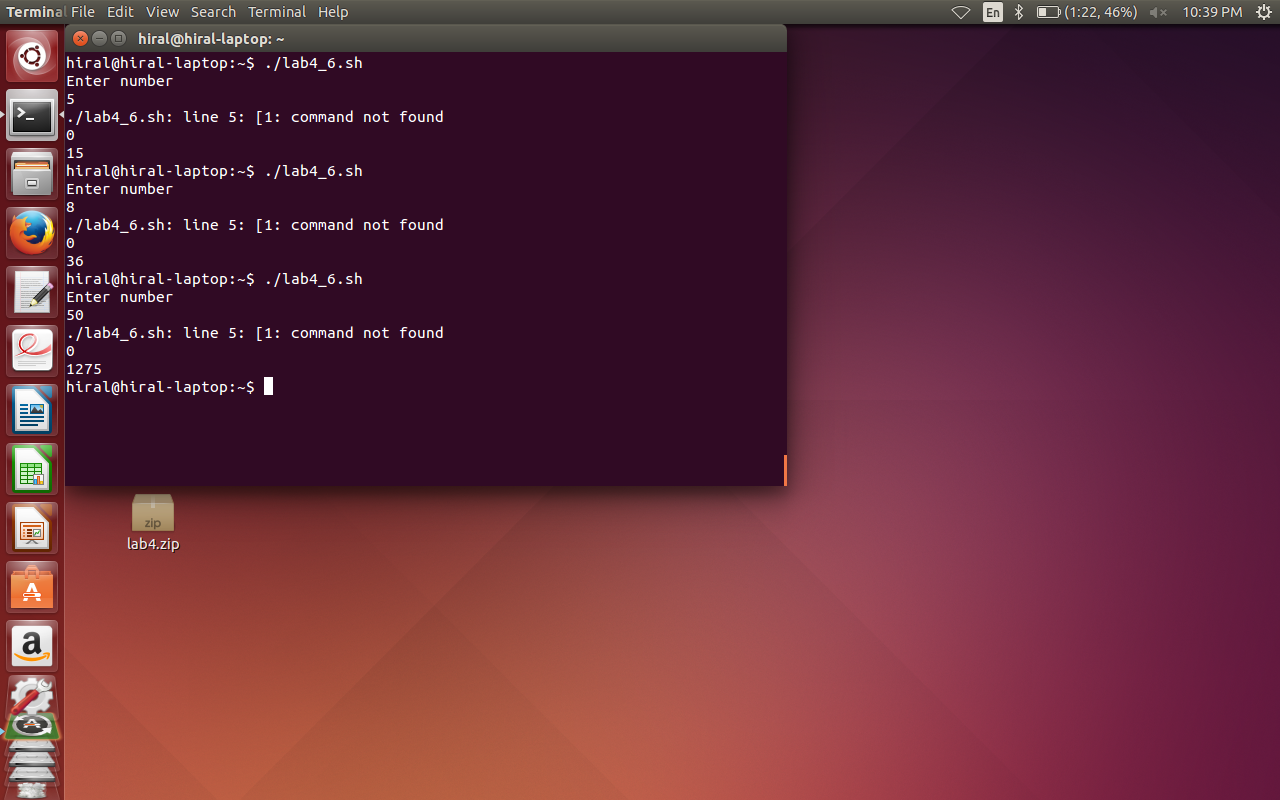 Terminal File Edit View Search Terminal Help
En (1:22, 46%) 10:39 PM
hiral@hiral-laptop: ~
hiral@hiral-laptop:~$ ./lab4_6.sh
Enter number
5
./lab4_6.sh: line 5: [1: command not found
0
15
hiral@hiral-laptop:~$ ./lab4_6.sh
Enter number
8
./lab4_6.sh: line 5: [1: command not found
0
36
hiral@hiral-laptop:~$ ./lab4_6.sh
Enter number
50
./lab4_6.sh: line 5: [1: command not found
0
1275
hiral@hiral-laptop:~$
zip
lab4.zip